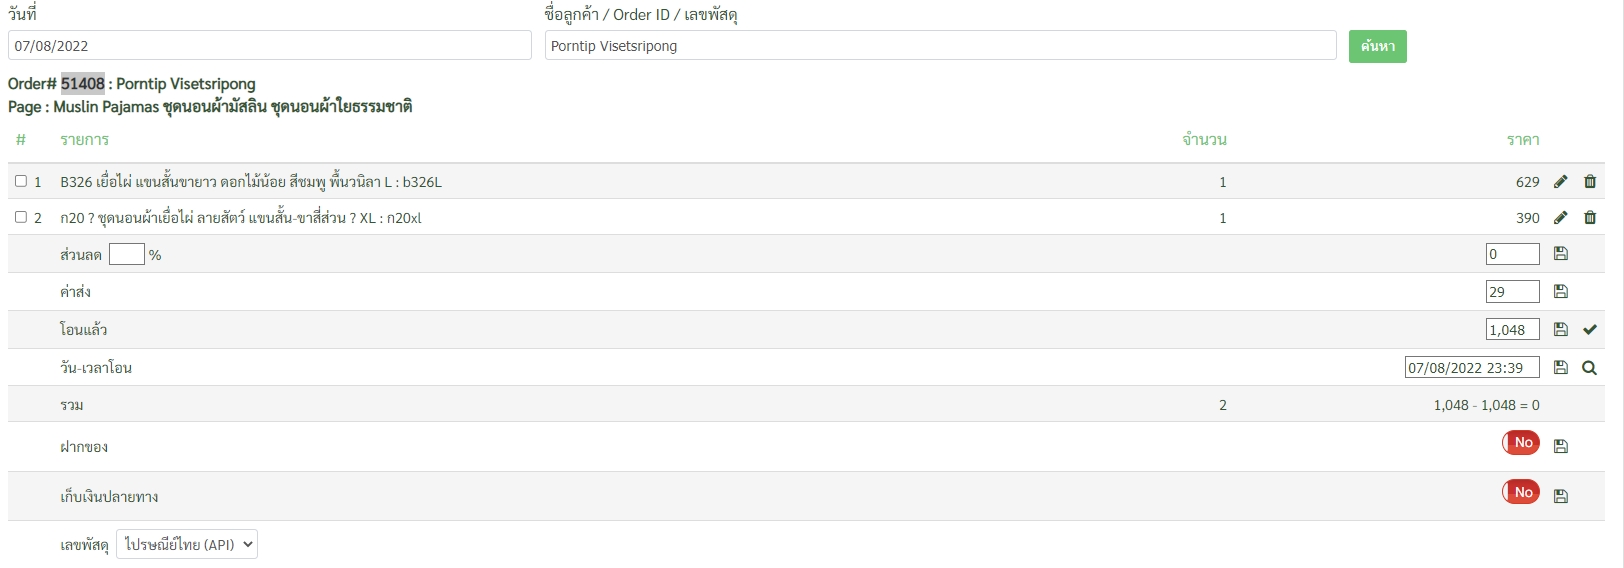 วันที่ ชื่อลูกค้า / Order ID / เลขพัสดุ
07/08/2022 Porntip Visetsripong ค้นหา
Order# 51408 : Porntip Visetsripong
Page : Muslin Pajamas ชุดนอนผ้ามัสลิน ชุดนอนผ้าใยธรรมชาติ
# รายการ จำนวน ราคา
1 B326 เยื่อไผ่ แขนสั้นขายาว ดอกไม้น้อย สีชมพู พื้นวนิลา L : b326L 1 629
2 ก20 ? ชุดนอนผ้าเยื่อไผ่ ลายสัตว์ แขนสั้น-ขาสี่ส่วน ? XL : ก20xl 1 390
ส่วนลด % 0
ค่าส่ง 29
โอนแล้ว 1,048
วัน-เวลาโอน 07/08/2022 23:39
รวม 2 1,048 - 1,048 = 0
ฝากของ No
เก็บเงินปลายทาง No
เลขพัสดุ ไปรษณีย์ไทย (API)